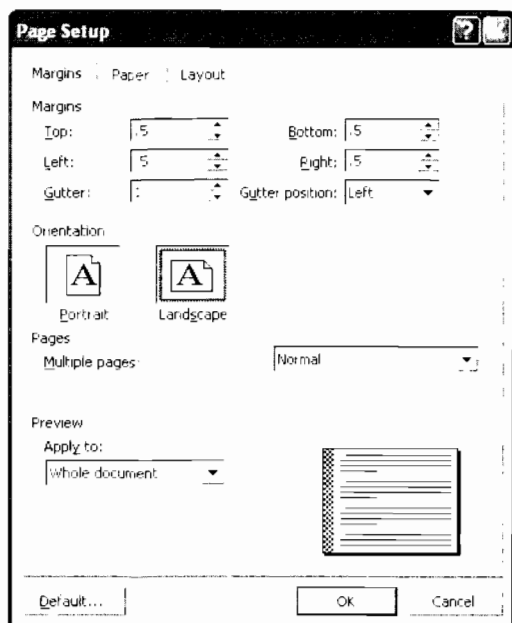 Page Setup
Margins Paper Layout
Margins
Top: .5 Bottom: .5
Left: .5 Right: .5
Gutter: Gutter position: Left
Orientation
A A
Portrait Landscape
Pages
Multiple pages: Normal
Preview
Apply to:
Whole document
Default... OK Cancel